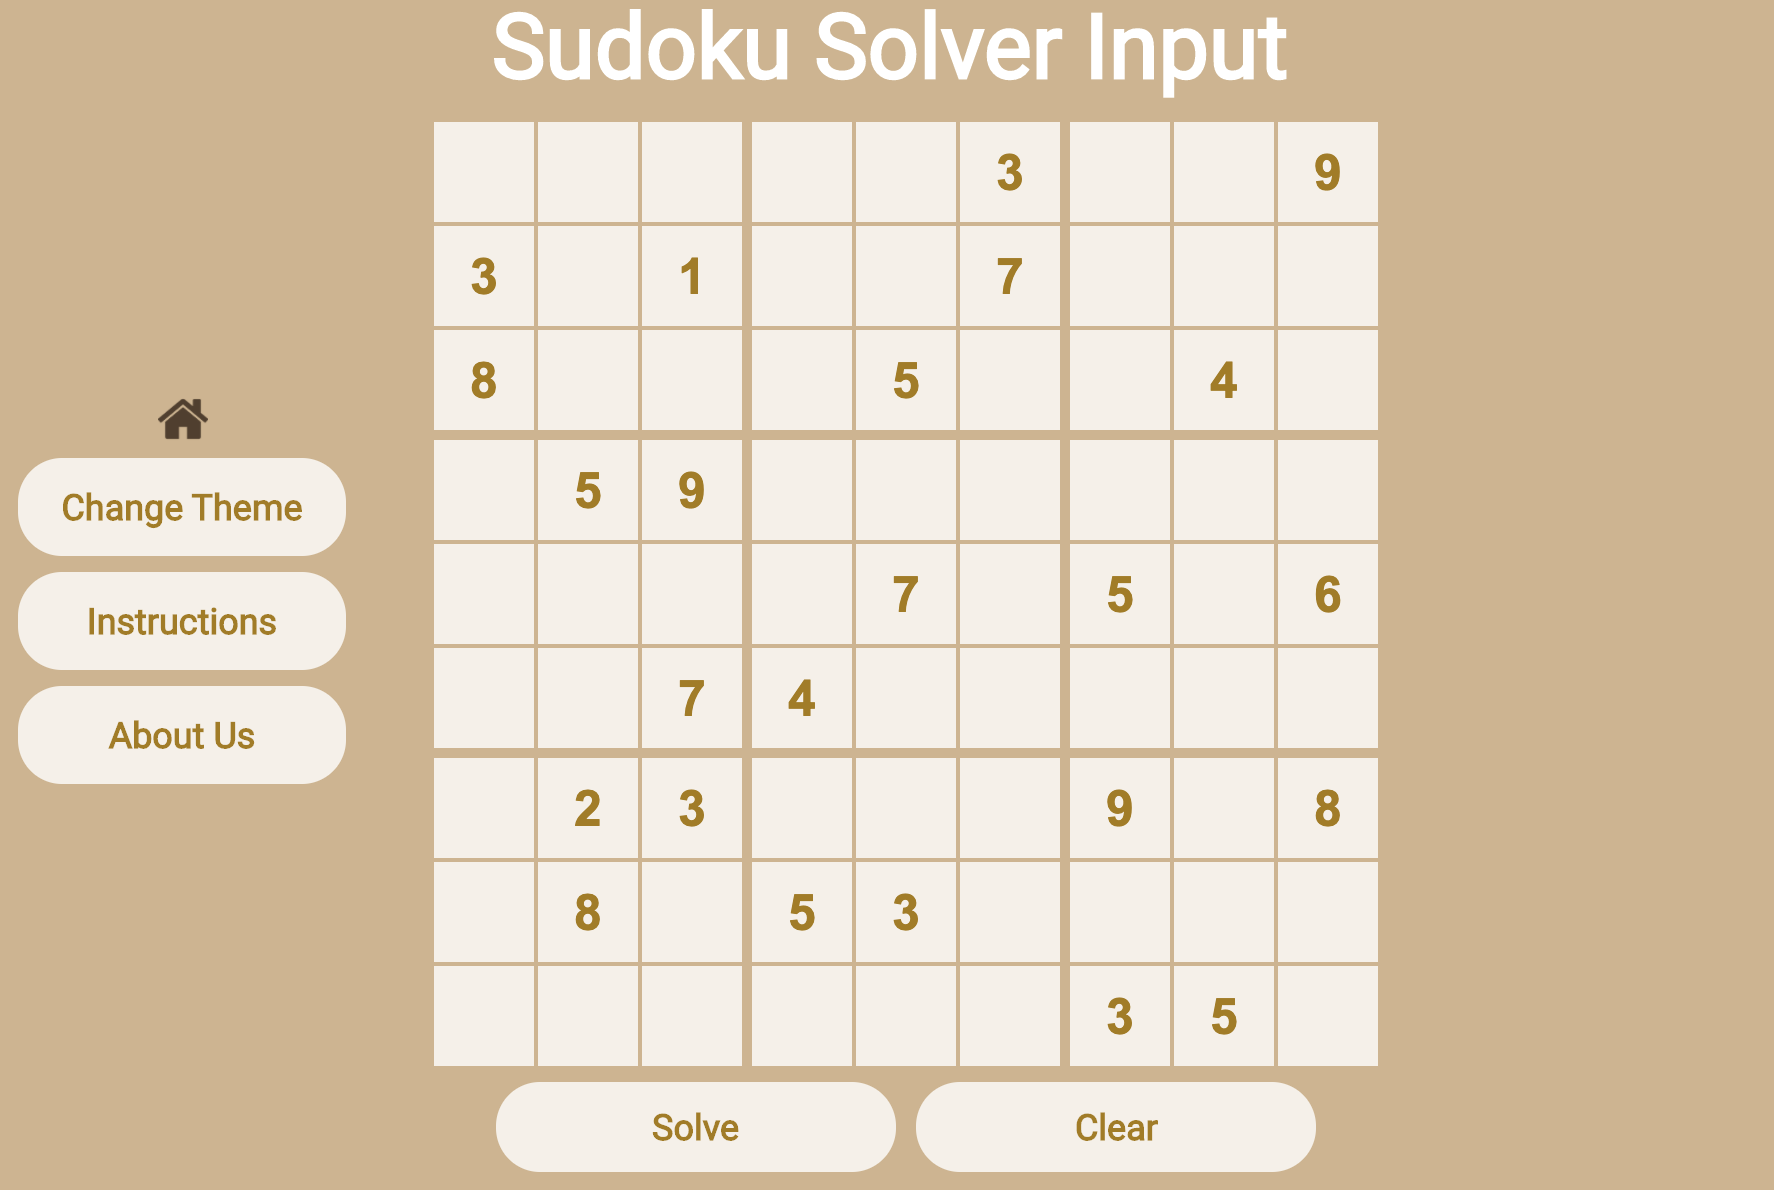 Sudoku Solver Input
3 9
3 1 7
8 5 4
5 9
7 5 6
7 4
2 3 9 8
8 5 3
3 5
Change Theme
Instructions
About Us
Solve Clear